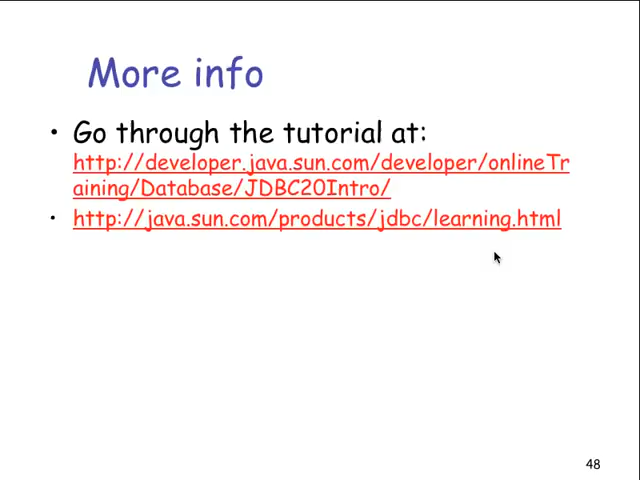 More info
• Go through the tutorial at:
http://developer.java.sun.com/developer/onlineTr
aining/Database/JDBC20Intro/
• http://java.sun.com/products/jdbc/learning.html
48